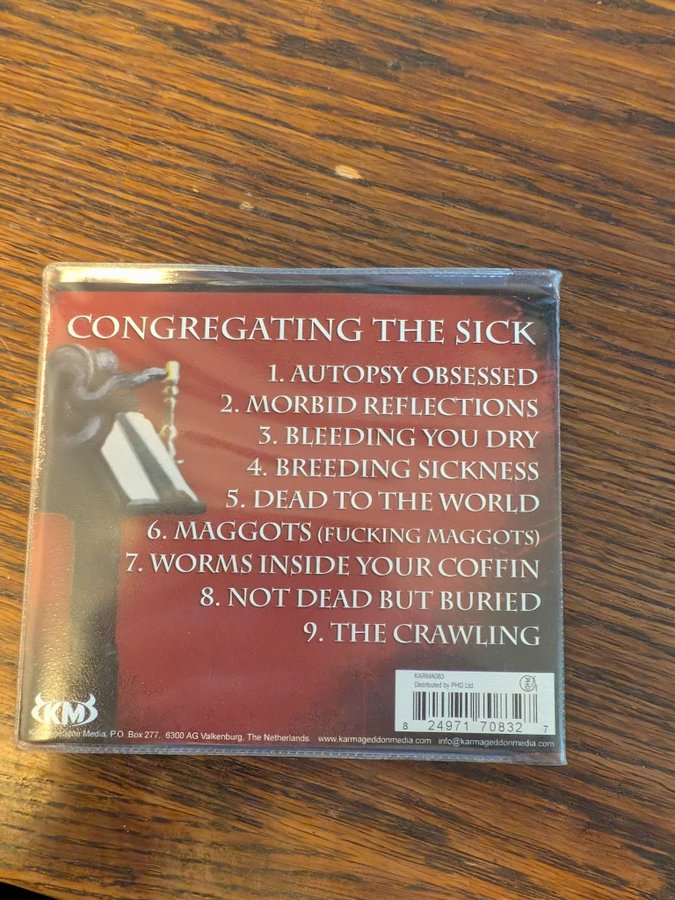 CONGREGATING THE SICK
1. AUTOPSY OBSESSED
2. MORBID REFLECTIONS
3. BLEEDING YOU DRY
4. BREEDING SICKNESS
5. DEAD TO THE WORLD
6. MAGGOTS (FUCKING MAGGOTS)
7. WORMS INSIDE YOUR COFFIN
8. NOT DEAD BUT BURIED
9. THE CRAWLING
KARMA083
Distributed by PHD Ltd.
8 24971 70832 7
KM
Karmageddon Media, P.O. Box 277. 6300 AG Valkenburg, The Netherlands www.karmageddonmedia.com info@karmageddonmedia.com